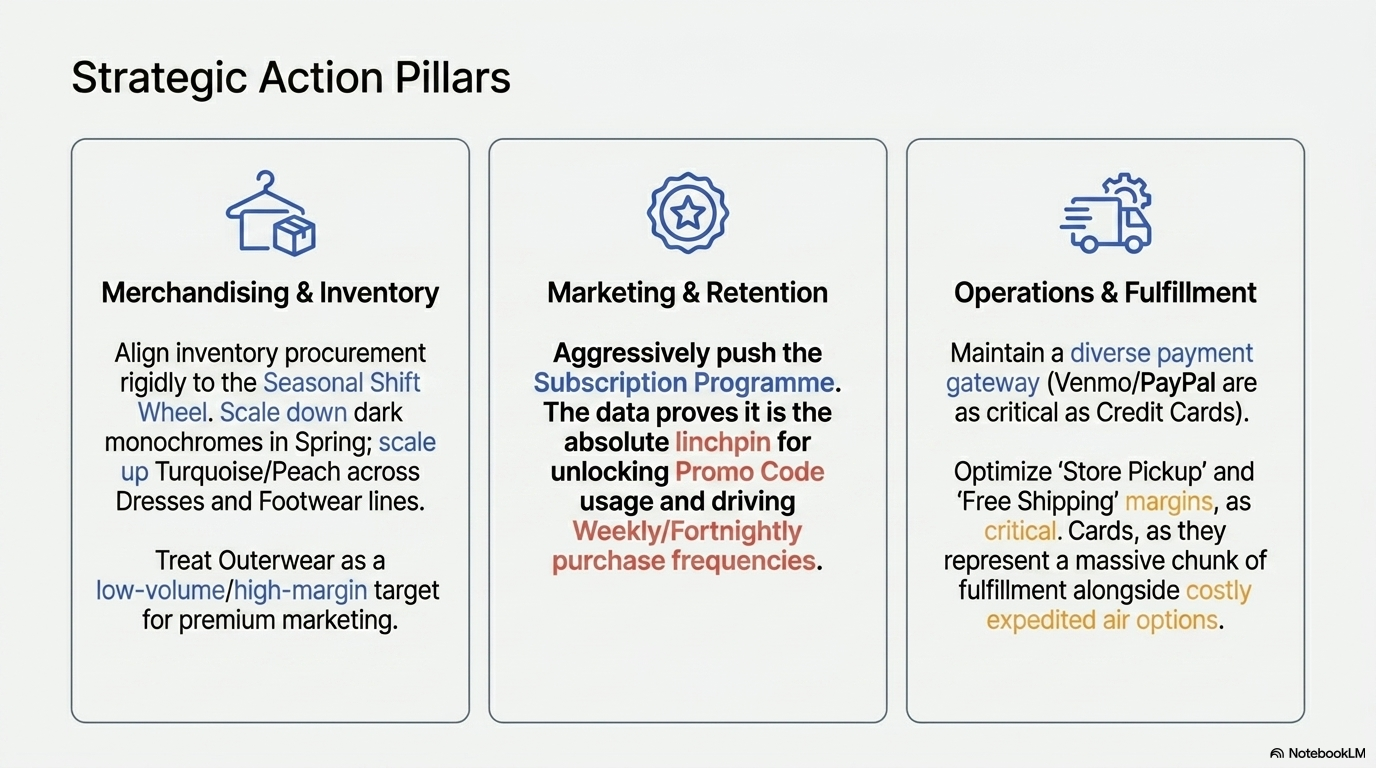 Strategic Action Pillars
Merchandising & Inventory
Align inventory procurement
rigidly to the Seasonal Shift
Wheel. Scale down dark
monochromes in Spring; scale
up Turquoise/Peach across
Dresses and Footwear lines.
Treat Outerwear as a
low-volume/high-margin target
for premium marketing.
Marketing & Retention
Aggressively push the
Subscription Programme.
The data proves it is the
absolute linchpin for
unlocking Promo Code
usage and driving
Weekly/Fortnightly
purchase frequencies.
Operations & Fulfillment
Maintain a diverse payment
gateway (Venmo/PayPal are
as critical as Credit Cards).
Optimize ‘Store Pickup’ and
‘Free Shipping’ margins, as
critical. Cards, as they
represent a massive chunk of
fulfillment alongside costly
expedited air options.
NotebookLM